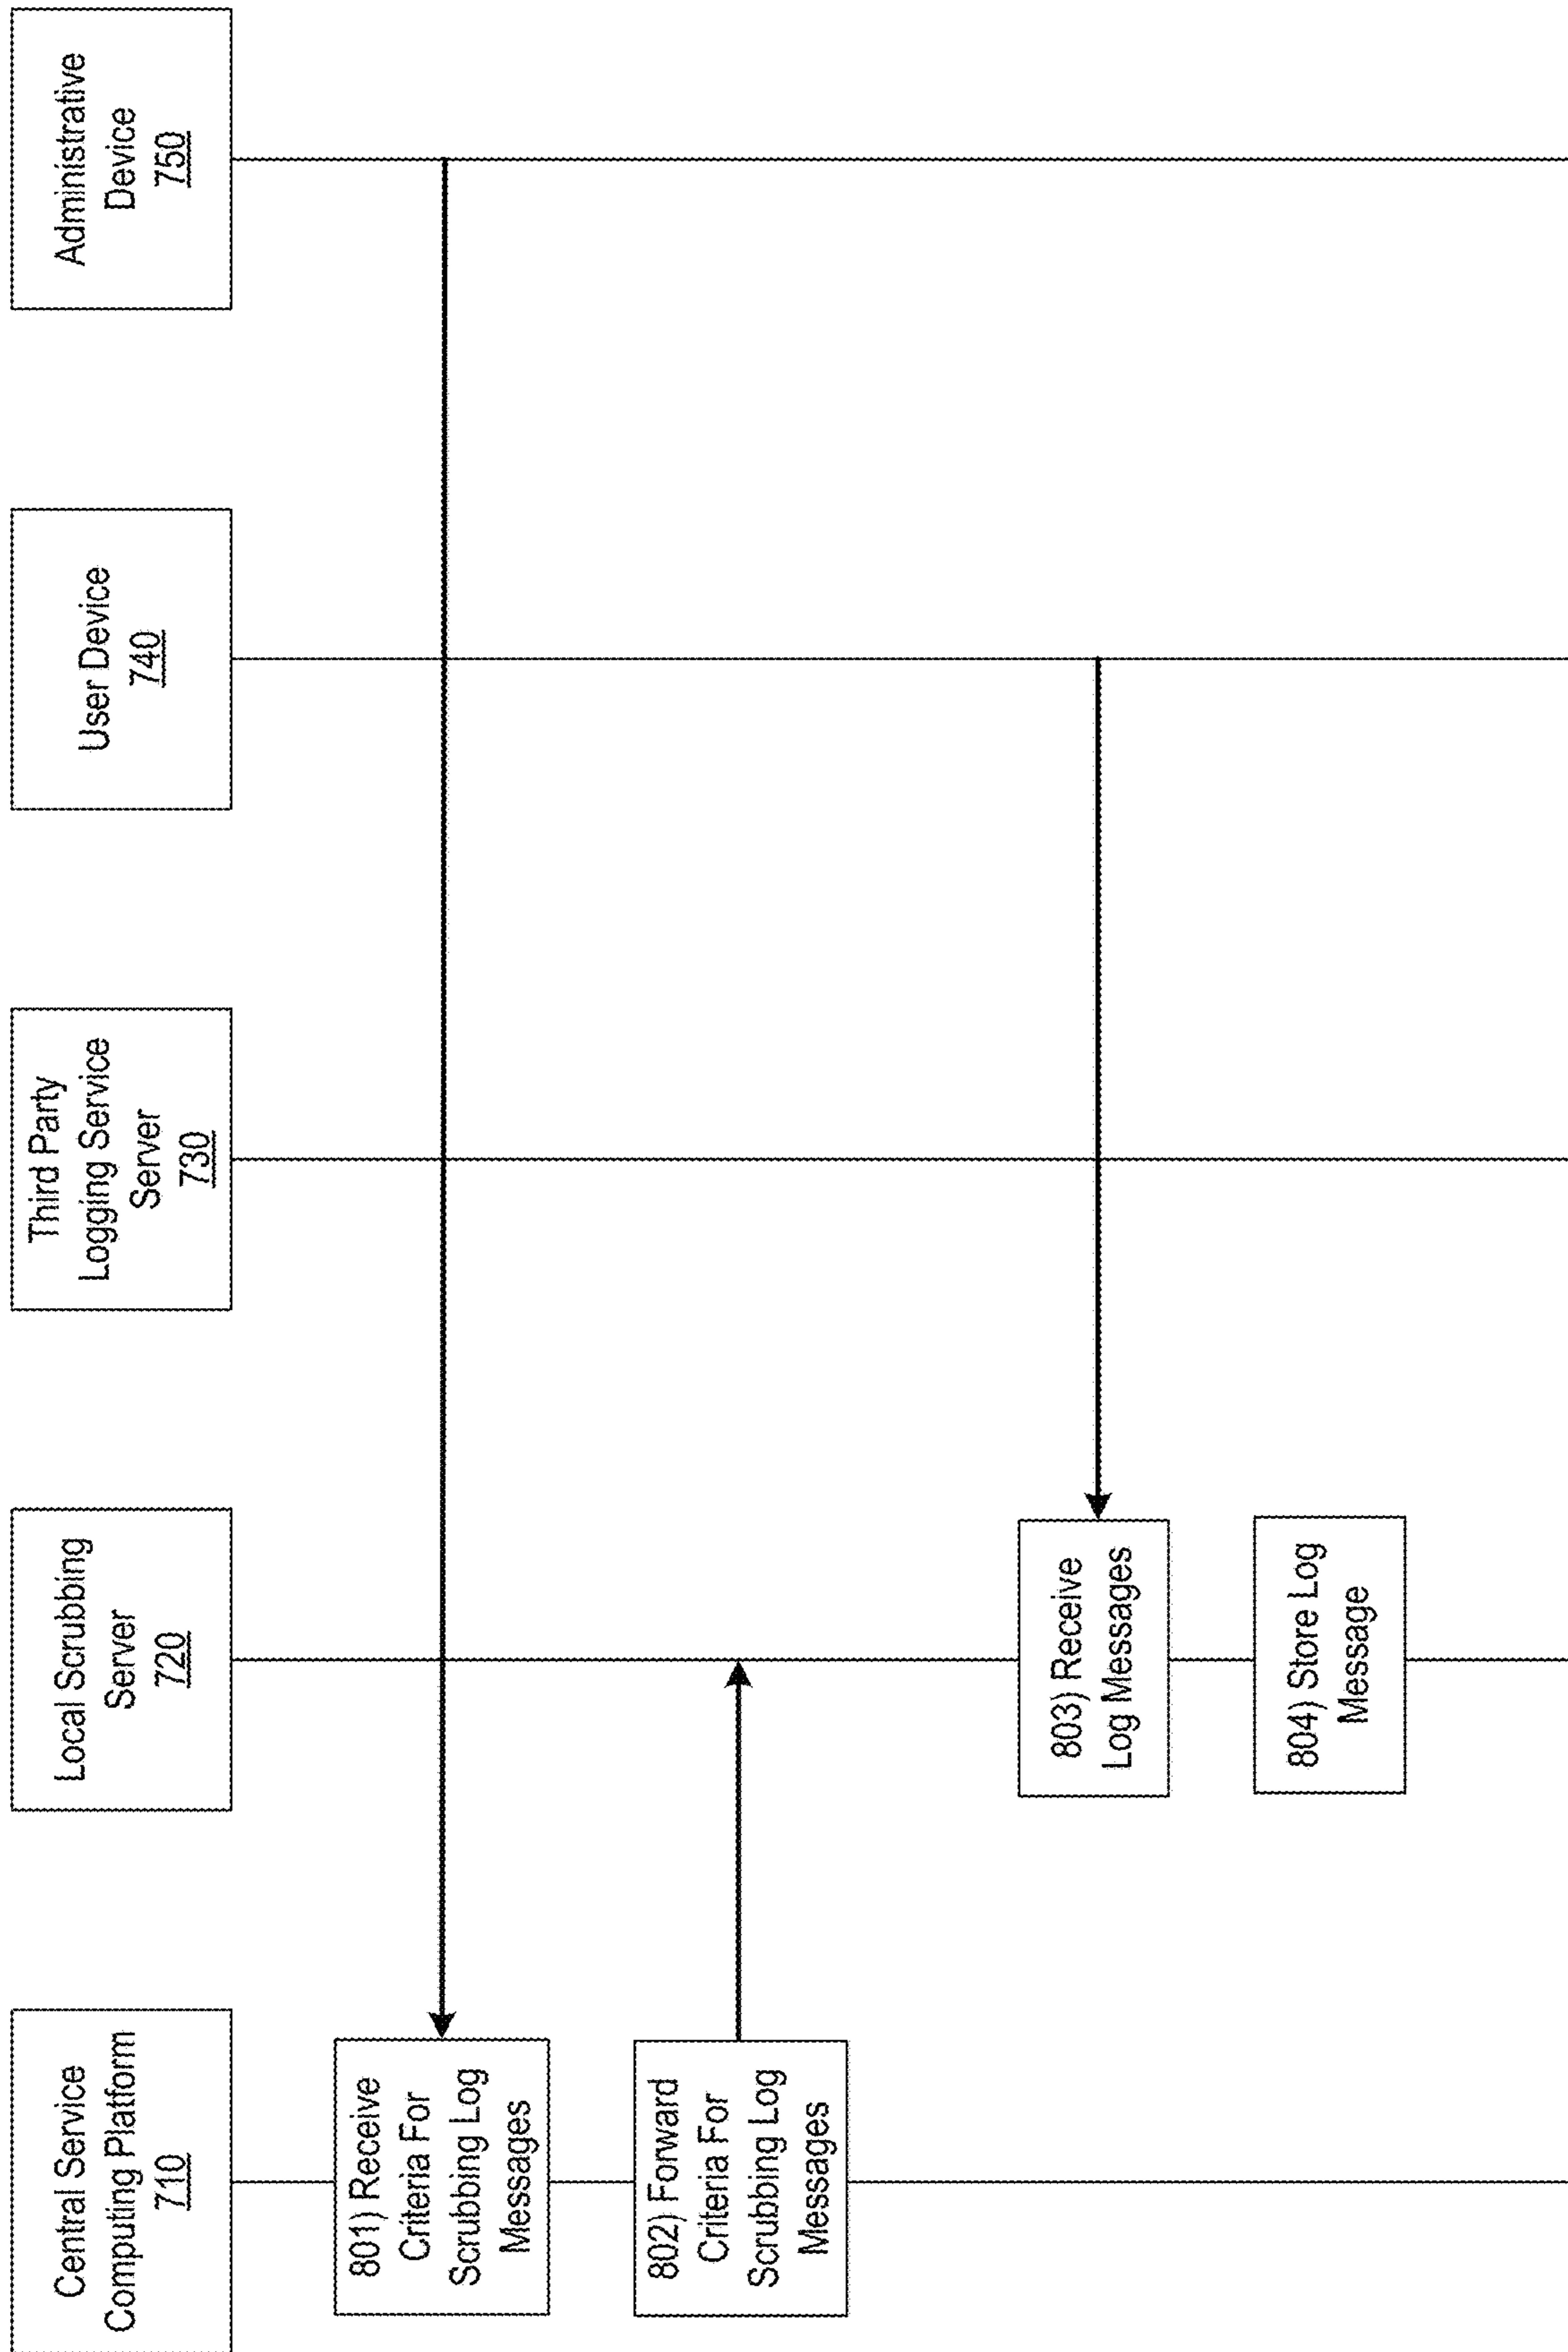 Central Service
Computing Platform
710
Local Scrubbing
Server
720
Third Party
Logging Service
Server
730
User Device
740
Administrative
Device
750
801) Receive
Criteria For
Scrubbing Log
Messages
802) Forward
Criteria For
Scrubbing Log
Messages
803) Receive
Log Messages
804) Store Log
Message